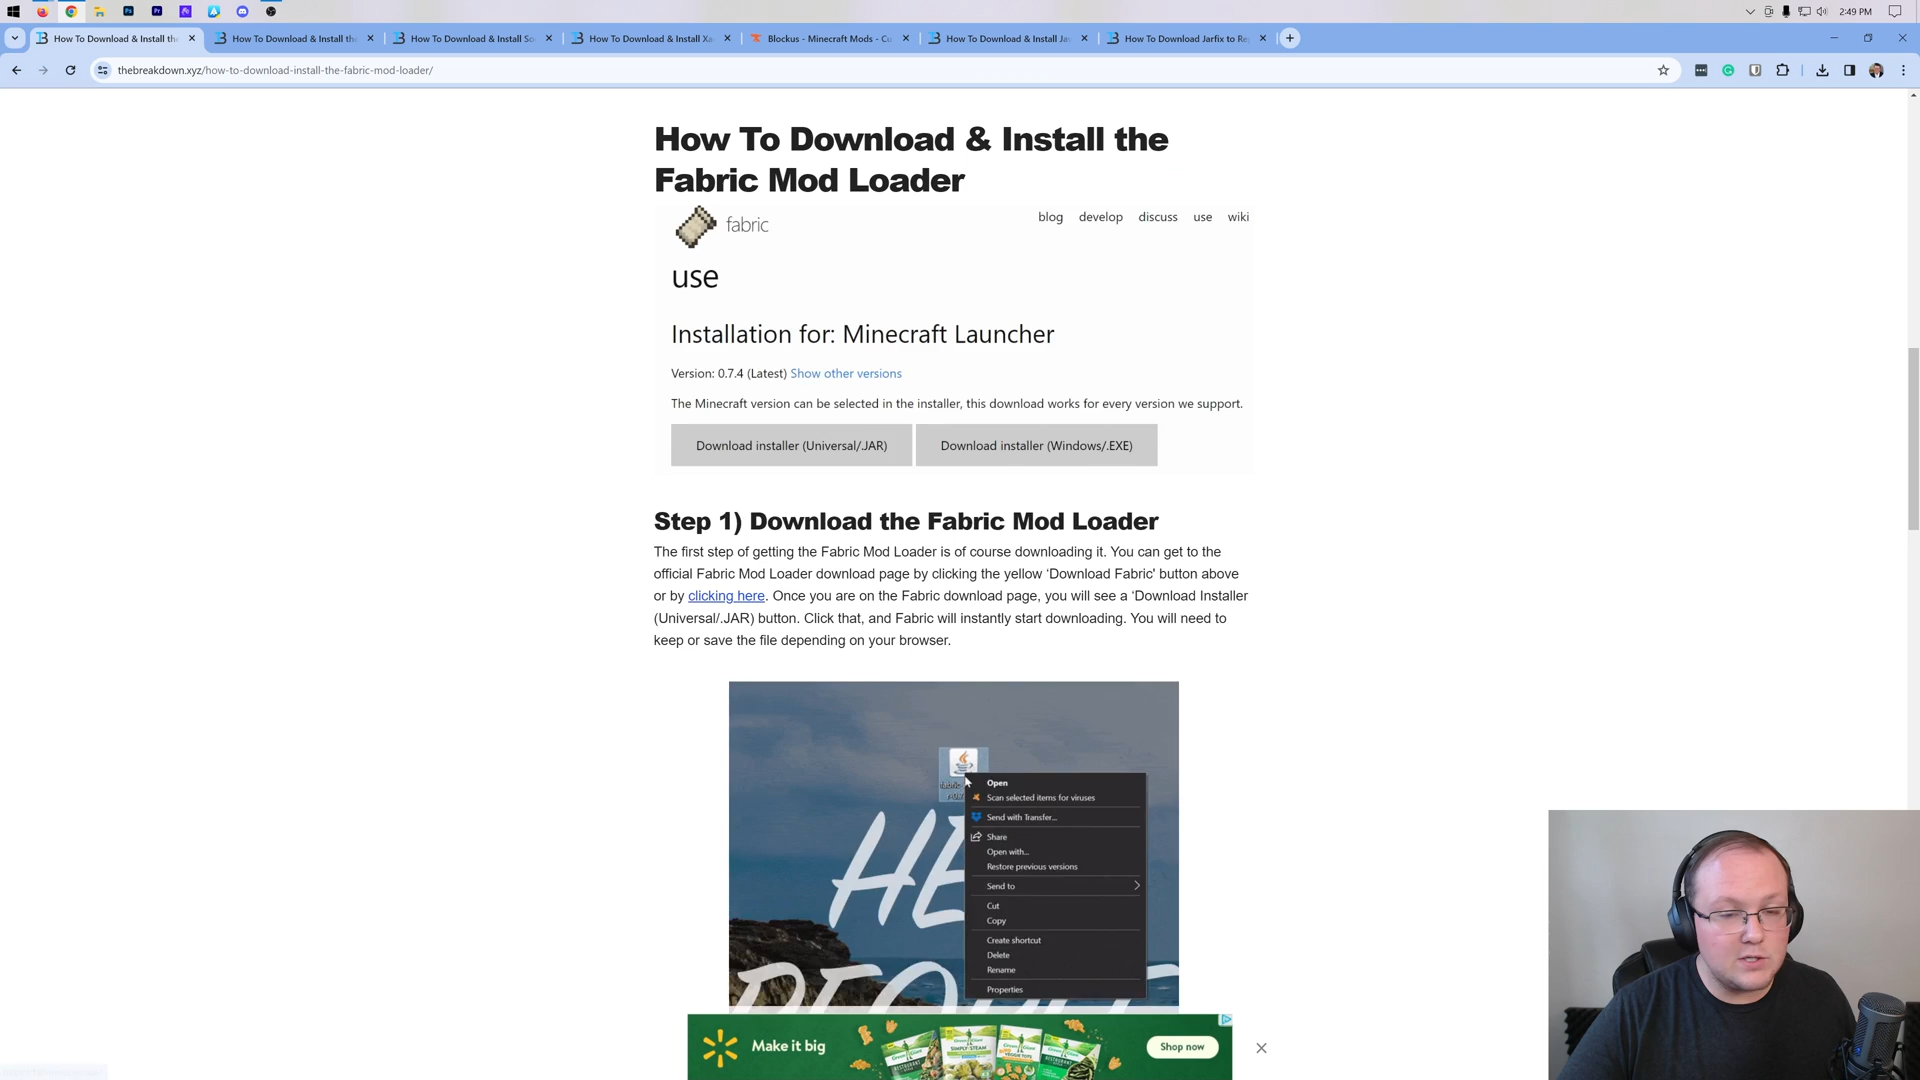 2:49 PM
How To Download & Install the
How To Download & Install the
How To Download & Install So
How To Download & Install Xa
Blockus - Minecraft Mods - Cu
How To Download & Install Ja
How To Download Jarfix to Re
thebreakdown.xyz/how-to-download-install-the-fabric-mod-loader/
How To Download & Install the
Fabric Mod Loader
fabric
blog develop discuss use wiki
use
Installation for: Minecraft Launcher
Version: 0.7.4 (Latest) Show other versions
The Minecraft version can be selected in the installer, this download works for every version we support.
Download installer (Universal/.JAR)
Download installer (Windows/.EXE)
Step 1) Download the Fabric Mod Loader
The first step of getting the Fabric Mod Loader is of course downloading it. You can get to the
official Fabric Mod Loader download page by clicking the yellow ‘Download Fabric’ button above
or by clicking here. Once you are on the Fabric download page, you will see a ‘Download Installer
(Universal/.JAR) button. Click that, and Fabric will instantly start downloading. You will need to
keep or save the file depending on your browser.
Open
Scan selected items for viruses
Send with Transfer...
Share
Open with...
Restore previous versions
Send to
Cut
Copy
Create shortcut
Delete
Rename
Properties
Make it big
Shop now